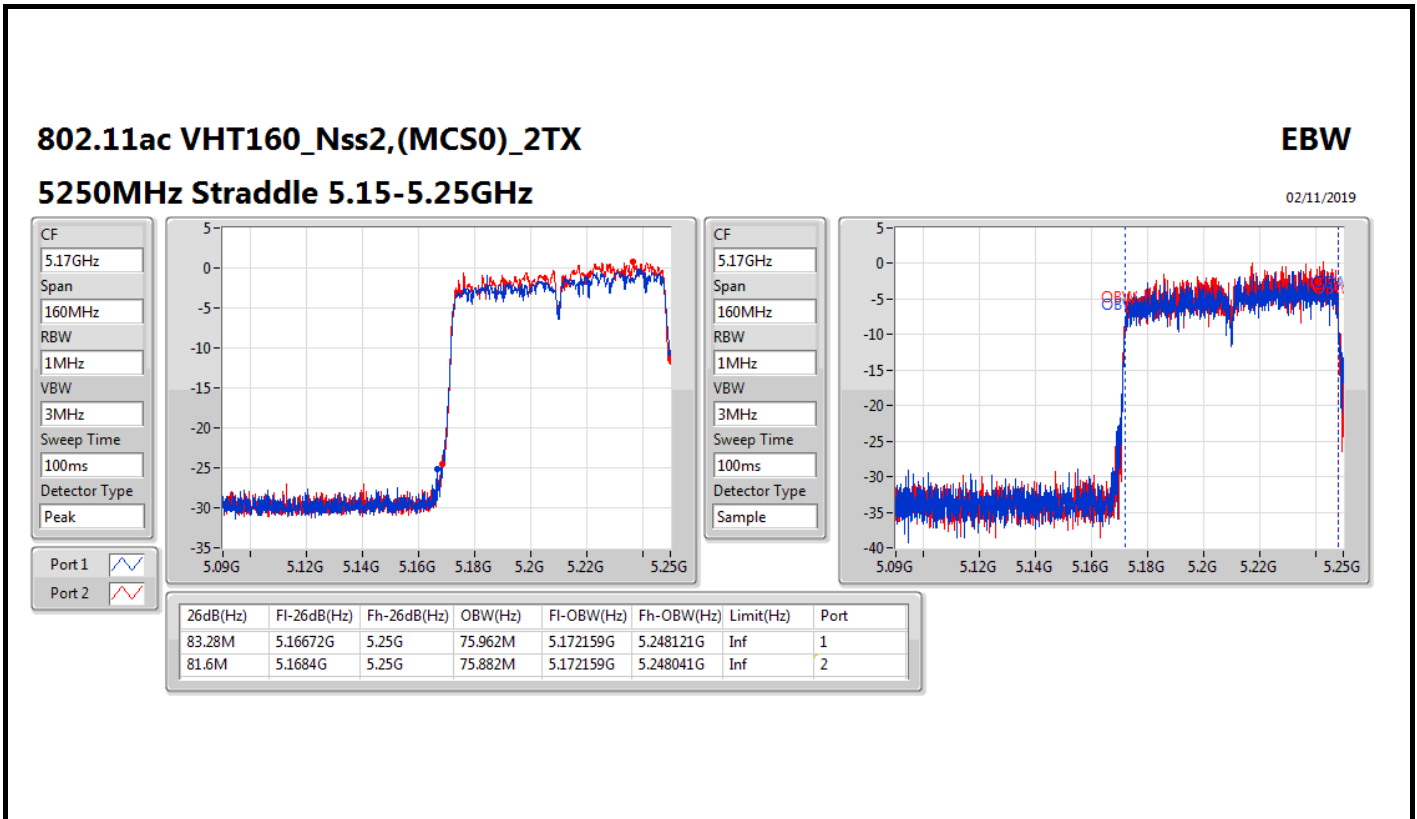 802.11ac VHT160_Nss2,(MCS0)_2TX
EBW
5250MHz Straddle 5.15-5.25GHz
02/11/2019
CF
5.17GHz
Span
160MHz
RBW
1MHz
VBW
3MHz
Sweep Time
100ms
Detector Type
Peak
Port 1
Port 2
5
0
-5
-10
-15
-20
-25
-30
-35
5.09G 5.12G 5.14G 5.16G 5.18G 5.2G 5.22G 5.25G
CF
5.17GHz
Span
160MHz
RBW
1MHz
VBW
3MHz
Sweep Time
100ms
Detector Type
Sample
5
0
-5
-10
-15
-20
-25
-30
-35
-40
5.09G 5.12G 5.14G 5.16G 5.18G 5.2G 5.22G 5.25G
26dB(Hz) Fl-26dB(Hz) Fh-26dB(Hz) OBW(Hz) Fl-OBW(Hz) Fh-OBW(Hz) Limit(Hz) Port
83.28M 5.16672G 5.25G 75.962M 5.172159G 5.248121G Inf 1
81.6M 5.1684G 5.25G 75.882M 5.172159G 5.248041G Inf 2